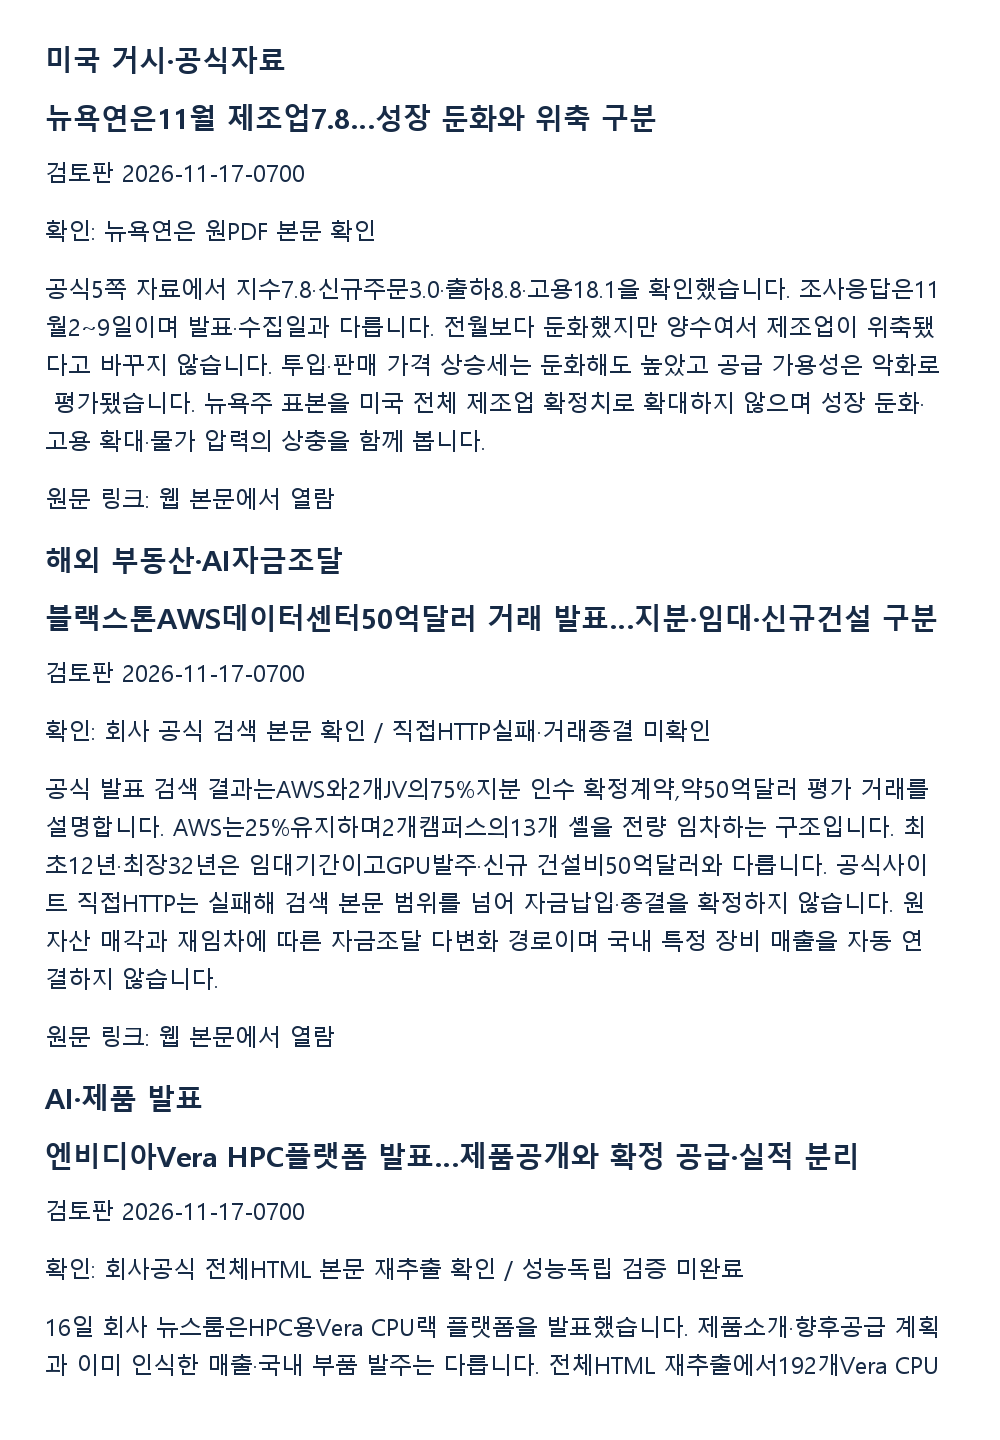 미국 거시·공식자료
뉴욕연은11월 제조업7.8...성장 둔화와 위축 구분
검토판 2026-11-17-0700
확인: 뉴욕연은 원PDF 본문 확인
공식5쪽 자료에서 지수7.8·신규주문3.0·출하8.8·고용18.1을 확인했습니다. 조사응답은11
월2~9일이며 발표·수집일과 다릅니다. 전월보다 둔화했지만 양수여서 제조업이 위축됐
다고 바꾸지 않습니다. 투입·판매 가격 상승세는 둔화해도 높았고 공급 가용성은 악화로
평가됐습니다. 뉴욕주 표본을 미국 전체 제조업 확정치로 확대하지 않으며 성장 둔화·
고용 확대·물가 압력의 상충을 함께 봅니다.
원문 링크: 웹 본문에서 열람
해외 부동산·AI자금조달
블랙스톤AWS데이터센터50억달러 거래 발표...지분·임대·신규건설 구분
검토판 2026-11-17-0700
확인: 회사 공식 검색 본문 확인 / 직접HTTP실패·거래종결 미확인
공식 발표 검색 결과는AWS와2개JV의75%지분 인수 확정계약,약50억달러 평가 거래를
설명합니다. AWS는25%유지하며2개캠퍼스의13개 셸을 전량 임차하는 구조입니다. 최
초12년·최장32년은 임대기간이고GPU발주·신규 건설비50억달러와 다릅니다. 공식사이
트 직접HTTP는 실패해 검색 본문 범위를 넘어 자금납입·종결을 확정하지 않습니다. 원
자산 매각과 재임차에 따른 자금조달 다변화 경로이며 국내 특정 장비 매출을 자동 연
결하지 않습니다.
원문 링크: 웹 본문에서 열람
AI·제품 발표
엔비디아Vera HPC플랫폼 발표...제품공개와 확정 공급·실적 분리
검토판 2026-11-17-0700
확인: 회사공식 전체HTML 본문 재추출 확인 / 성능독립 검증 미완료
16일 회사 뉴스룸은HPC용Vera CPU랙 플랫폼을 발표했습니다. 제품소개·향후공급 계획
과 이미 인식한 매출·국내 부품 발주는 다릅니다. 전체HTML 재추출에서192개Vera CPU